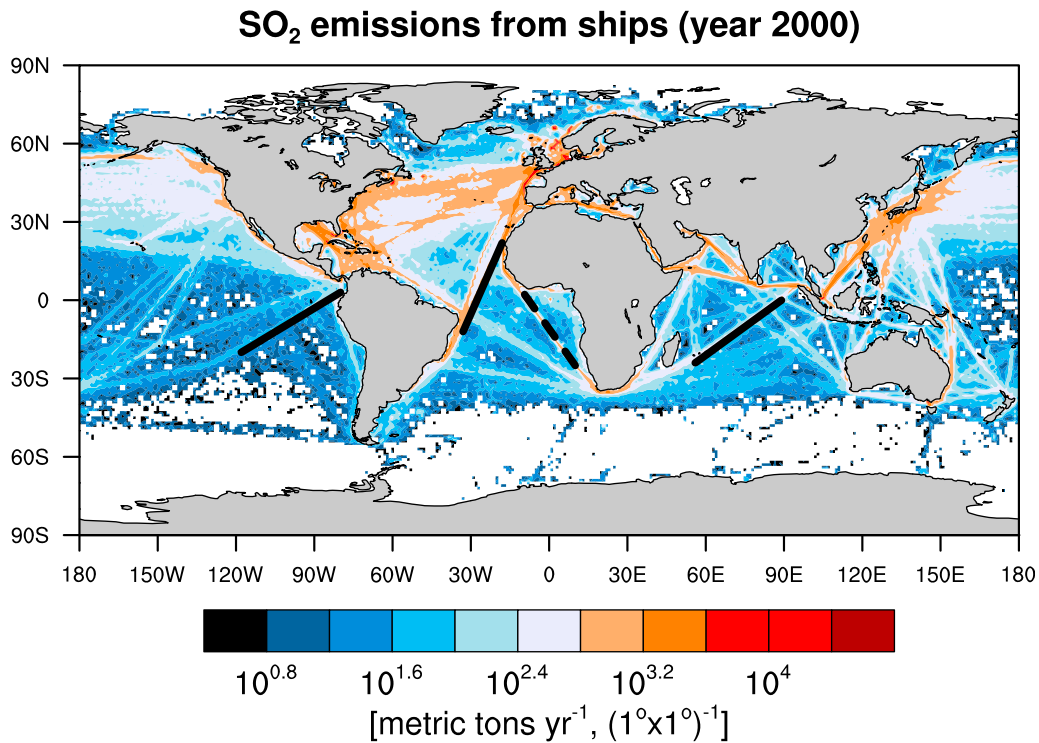 SO₂ emissions from ships (year 2000)
90N
60N
30N
0
30S
60S
90S
180 150W 120W 90W 60W 30W 0 30E 60E 90E 120E 150E 180
10^0.8 10^1.6 10^2.4 10^3.2 10^4
[metric tons yr⁻¹, (1°x1°)⁻¹]